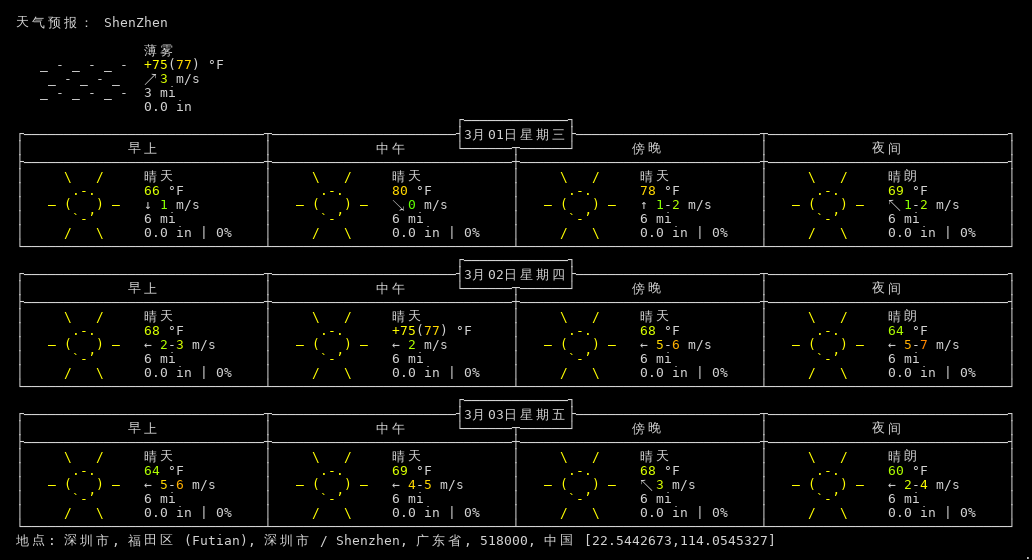 天气预报： ShenZhen
薄雾
+75(77) °F
↗ 3 m/s
3 mi
0.0 in
3月01日星期三
早上 中午 傍晚 夜间
晴天 晴天 晴天 晴朗
66 °F 80 °F 78 °F 69 °F
↓ 1 m/s ↘ 0 m/s ↑ 1-2 m/s ↖ 1-2 m/s
6 mi 6 mi 6 mi 6 mi
0.0 in | 0% 0.0 in | 0% 0.0 in | 0% 0.0 in | 0%
3月02日星期四
早上 中午 傍晚 夜间
晴天 晴天 晴天 晴朗
68 °F +75(77) °F 68 °F 64 °F
← 2-3 m/s ← 2 m/s ← 5-6 m/s ← 5-7 m/s
6 mi 6 mi 6 mi 6 mi
0.0 in | 0% 0.0 in | 0% 0.0 in | 0% 0.0 in | 0%
3月03日星期五
早上 中午 傍晚 夜间
晴天 晴天 晴天 晴朗
64 °F 69 °F 68 °F 60 °F
← 5-6 m/s ← 4-5 m/s ↖ 3 m/s ← 2-4 m/s
6 mi 6 mi 6 mi 6 mi
0.0 in | 0% 0.0 in | 0% 0.0 in | 0% 0.0 in | 0%
地点: 深圳市, 福田区 (Futian), 深圳市 / Shenzhen, 广东省, 518000, 中国 [22.5442673,114.0545327]